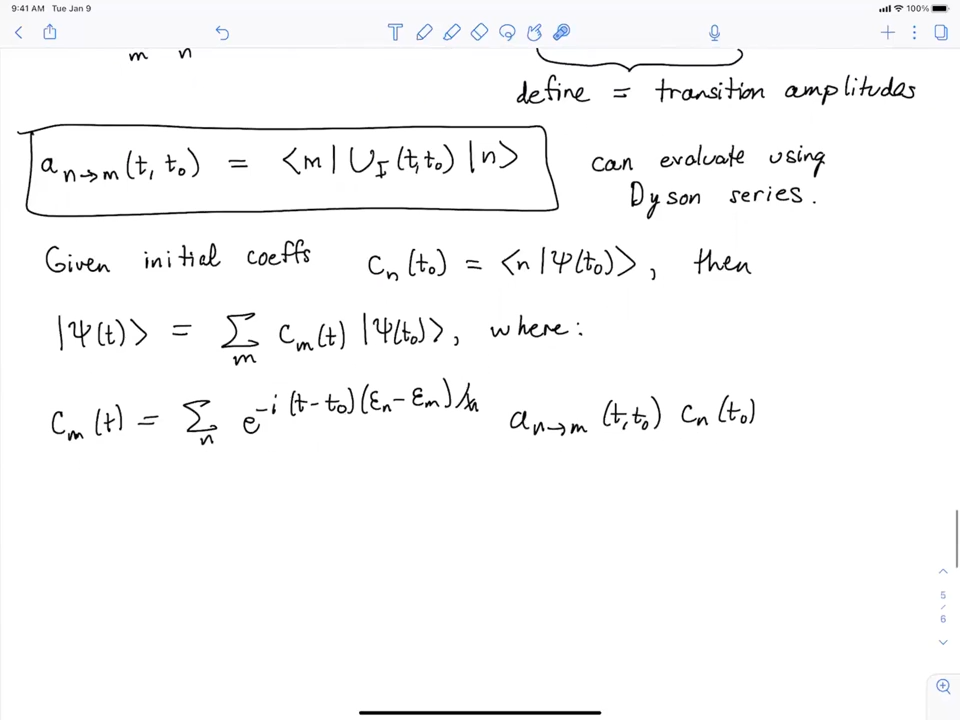 9:41 AM Tue Jan 9 100%
m n
define = transition amplitudes
a_{n→m}(t, t₀) = ⟨m| U_I(t,t₀) |n⟩ can evaluate using
Dyson series.
Given initial coeffs c_n(t₀) = ⟨n|Ψ(t₀)⟩, then
|Ψ(t)⟩ = Σ_m c_m(t) |Ψ(t₀)⟩, where:
c_m(t) = Σ_n e^{-i(t-t₀)(ε_n-ε_m)/ħ} a_{n→m}(t,t₀) c_n(t₀)
5
/
6